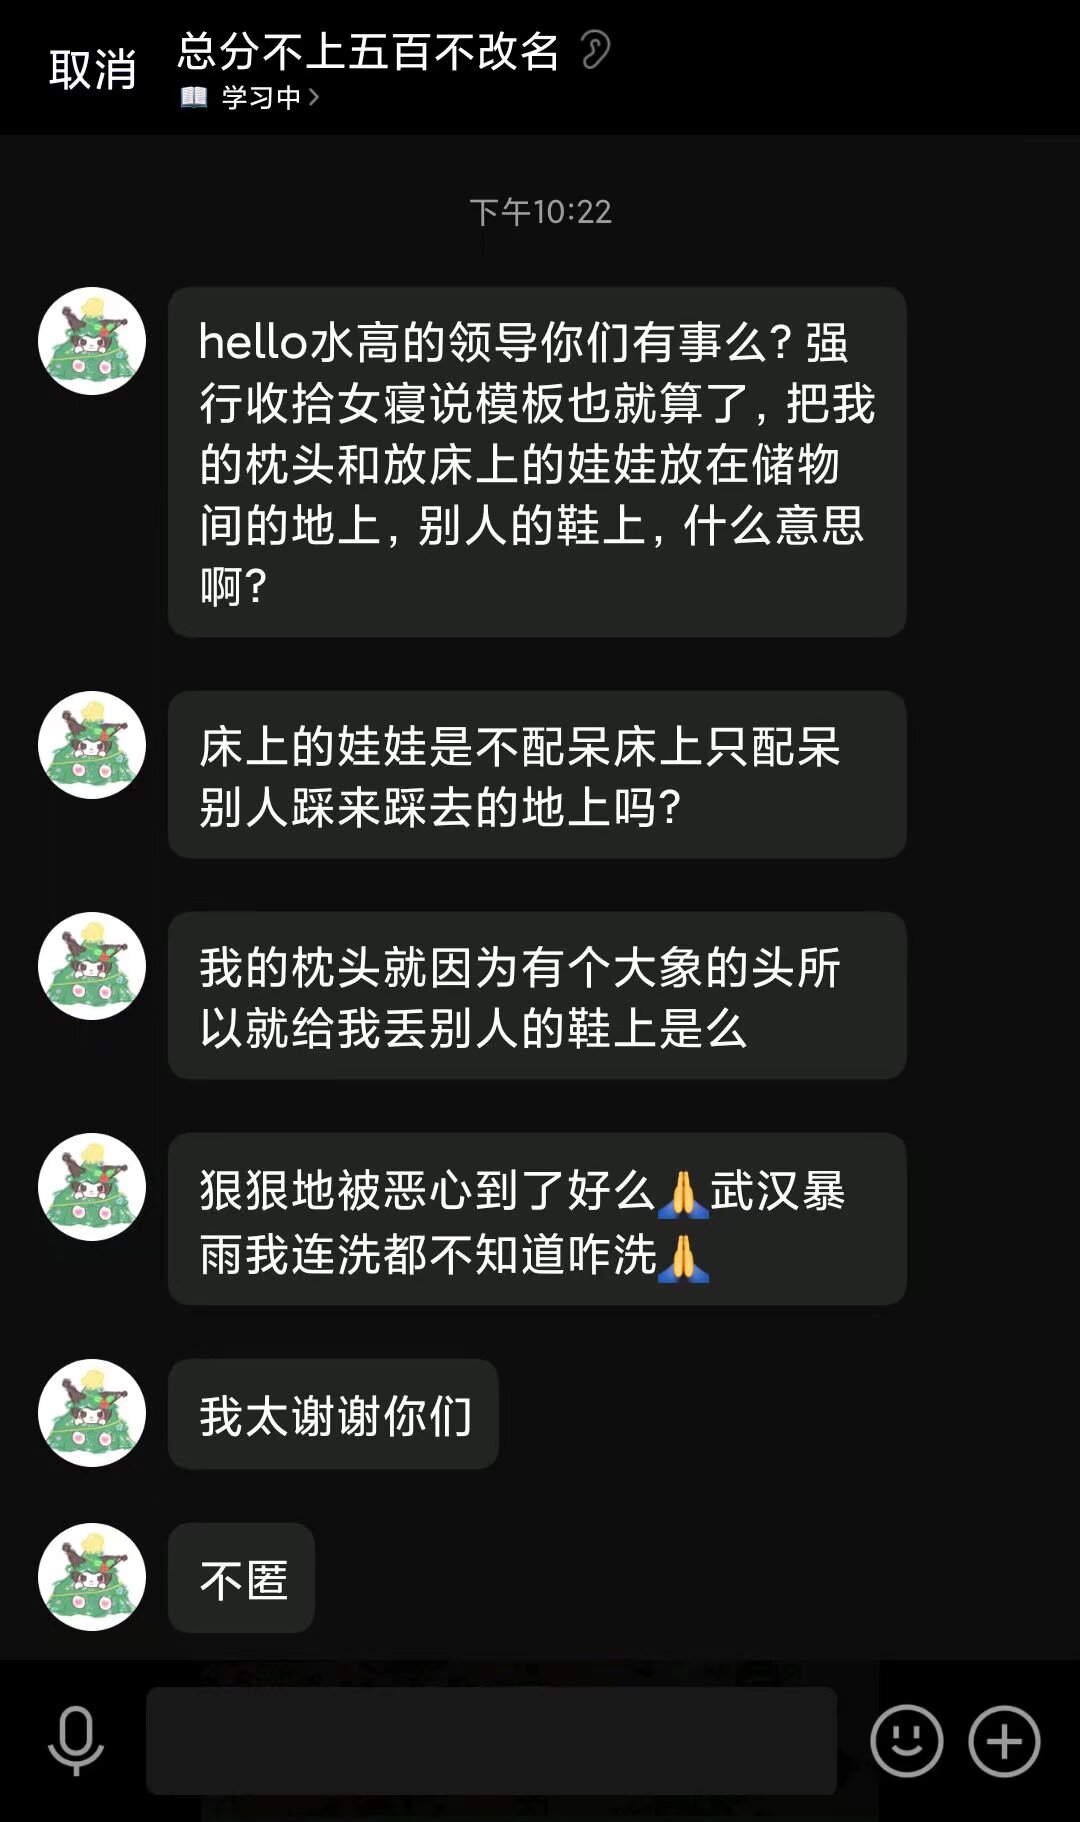 取消
总分不上五百不改名
学习中
下午10:22
hello水高的领导你们有事么？强
行收拾女寝说模板也就算了，把我
的枕头和放床上的娃娃放在储物
间的地上，别人的鞋上，什么意思
啊？
床上的娃娃是不配呆床上只配呆
别人踩来踩去的地上吗？
我的枕头就因为有个大象的头所
以就给我丢别人的鞋上是么
狠狠地被恶心到了好么🙏武汉暴
雨我连洗都不知道咋洗🙏
我太谢谢你们
不匿